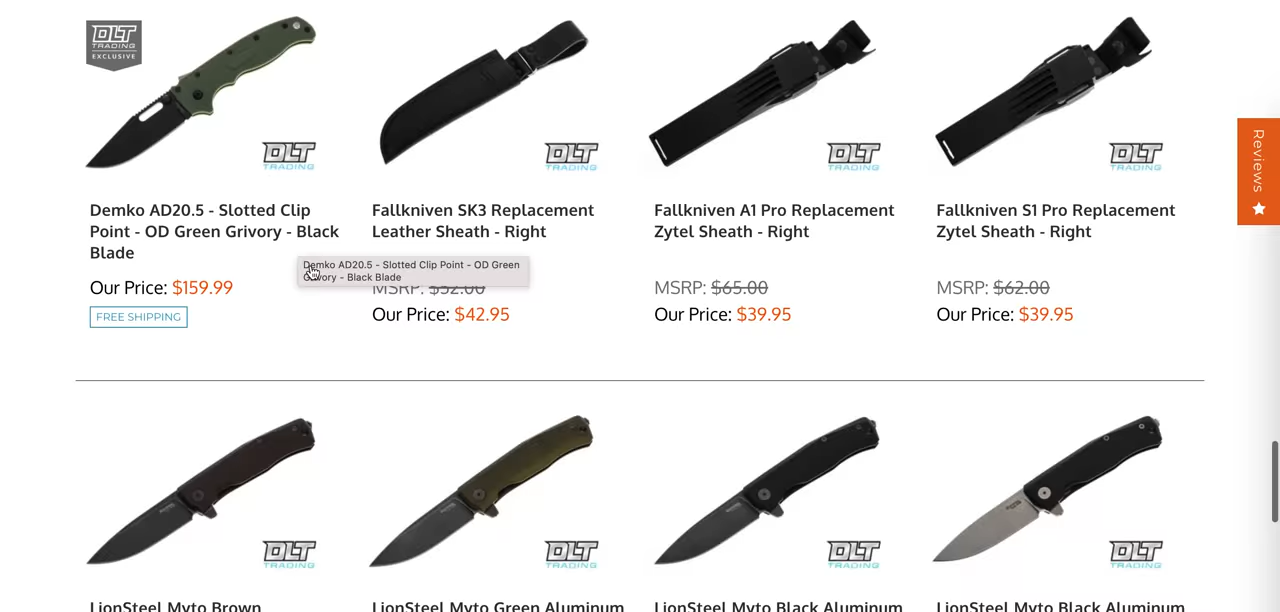 DLT
TRADING
EXCLUSIVE
DLT
TRADING
DLT
TRADING
DLT
TRADING
DLT
TRADING
Reviews
Demko AD20.5 - Slotted Clip
Point - OD Green Grivory - Black
Blade
Our Price: $159.99
FREE SHIPPING
Demko AD20.5 - Slotted Clip Point - OD Green
Grivory - Black Blade
Fallkniven SK3 Replacement
Leather Sheath - Right
MSRP: $52.00
Our Price: $42.95
Fallkniven A1 Pro Replacement
Zytel Sheath - Right
MSRP: $65.00
Our Price: $39.95
Fallkniven S1 Pro Replacement
Zytel Sheath - Right
MSRP: $62.00
Our Price: $39.95
DLT
TRADING
DLT
TRADING
DLT
TRADING
DLT
TRADING
LionSteel Myto Brown
LionSteel Myto Green Aluminum
LionSteel Myto Black Aluminum
LionSteel Myto Black Aluminum